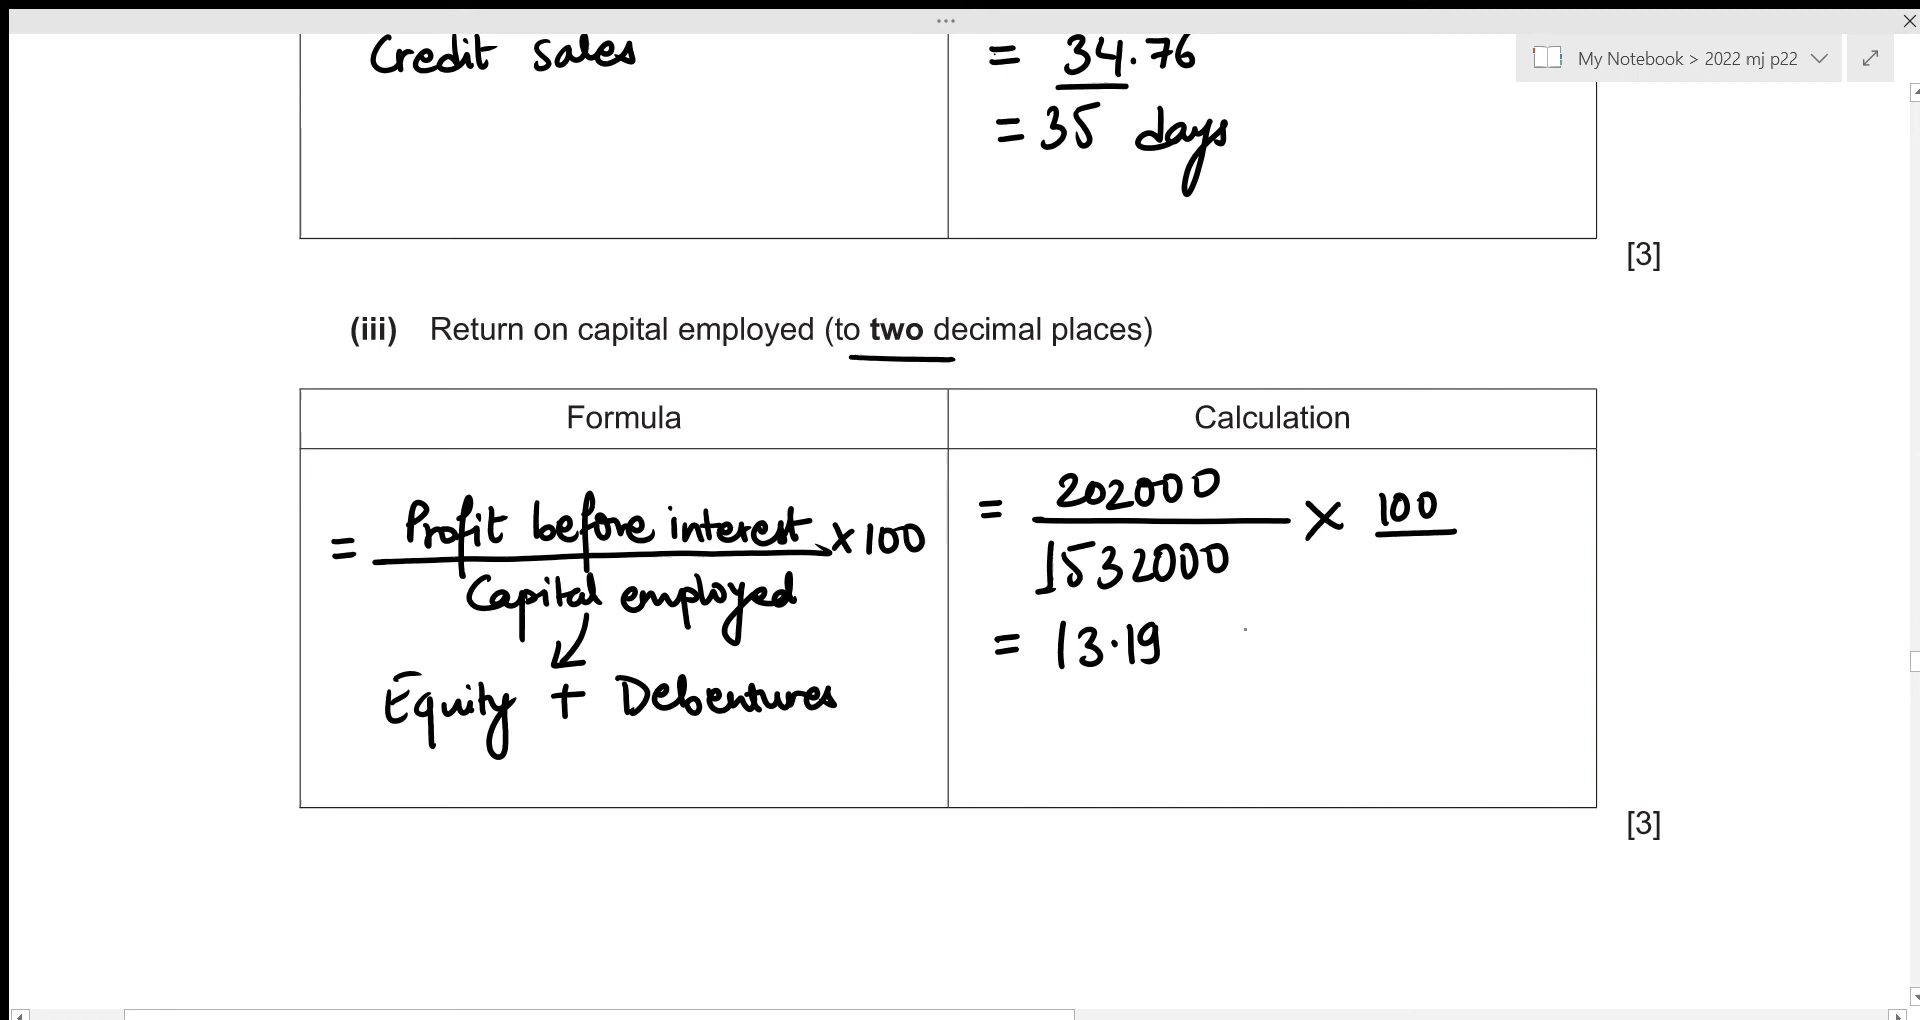 My Notebook > 2022 mj p22
Credit sales
= 34.76
= 35 days
[3]
(iii) Return on capital employed (to two decimal places)
Formula
Calculation
= Profit before interest × 100
Capital employed
Equity + Debentures
= 202000 × 100
1532000
= 13.19
[3]